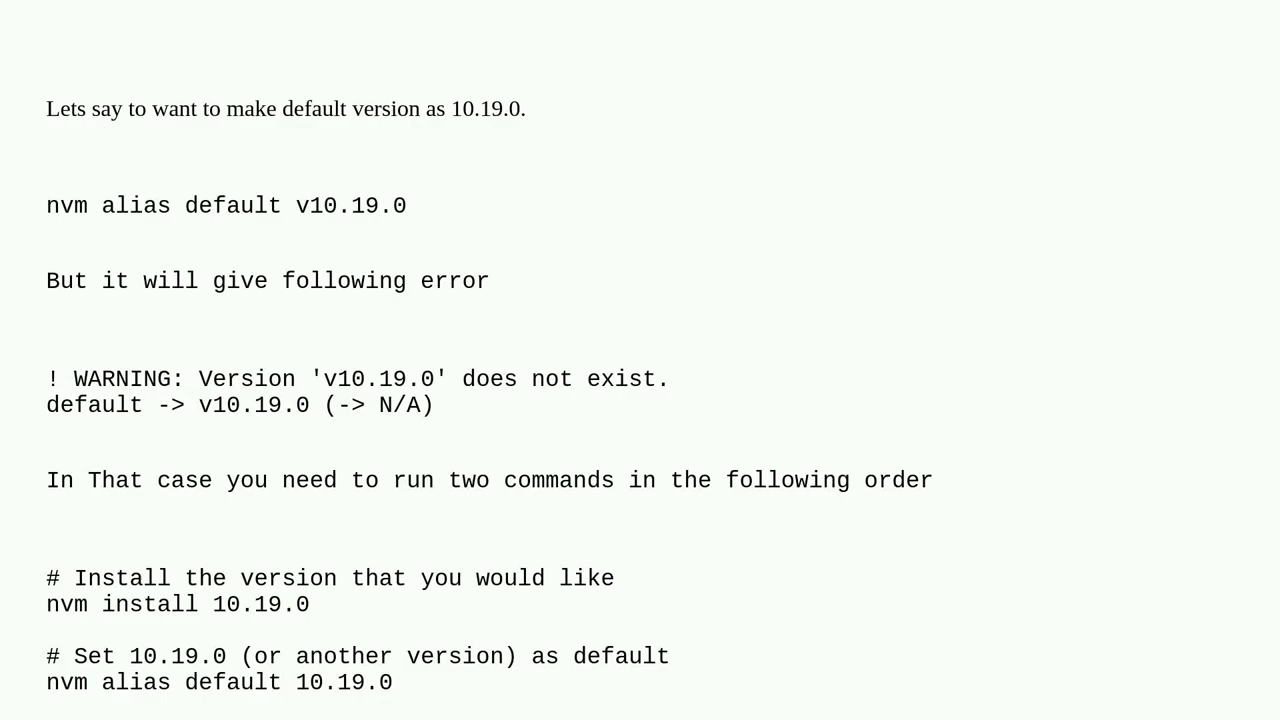 Lets say to want to make default version as 10.19.0.
nvm alias default v10.19.0
But it will give following error
! WARNING: Version 'v10.19.0' does not exist.
default -> v10.19.0 (-> N/A)
In That case you need to run two commands in the following order
# Install the version that you would like
nvm install 10.19.0
# Set 10.19.0 (or another version) as default
nvm alias default 10.19.0